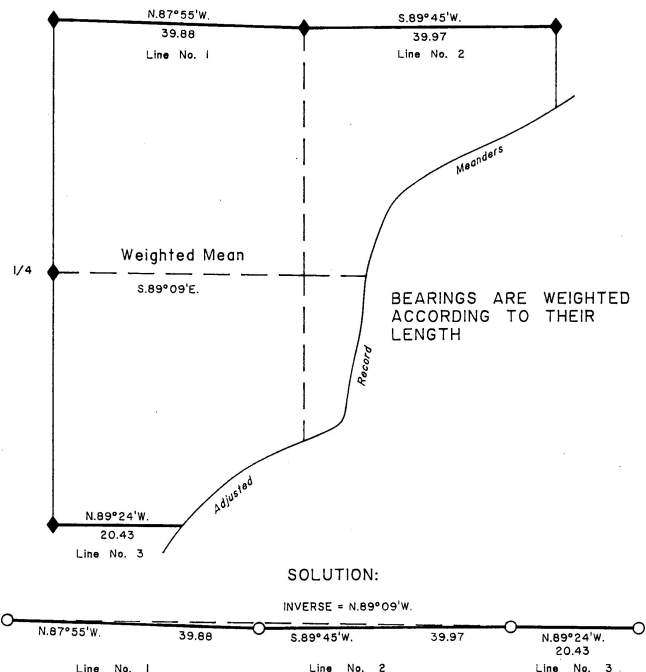 N.87°55'W.
39.88
Line No. 1
S.89°45'W.
39.97
Line No. 2
Meanders
1/4
Weighted Mean
S.89°09'E.
BEARINGS ARE WEIGHTED
ACCORDING TO THEIR
LENGTH
Record
Adjusted
N.89°24'W.
20.43
Line No. 3
SOLUTION:
INVERSE = N.89°09'W.
N.87°55'W. 39.88 S.89°45'W. 39.97 N.89°24'W.
20.43
Line No. 1 Line No. 2 Line No. 3